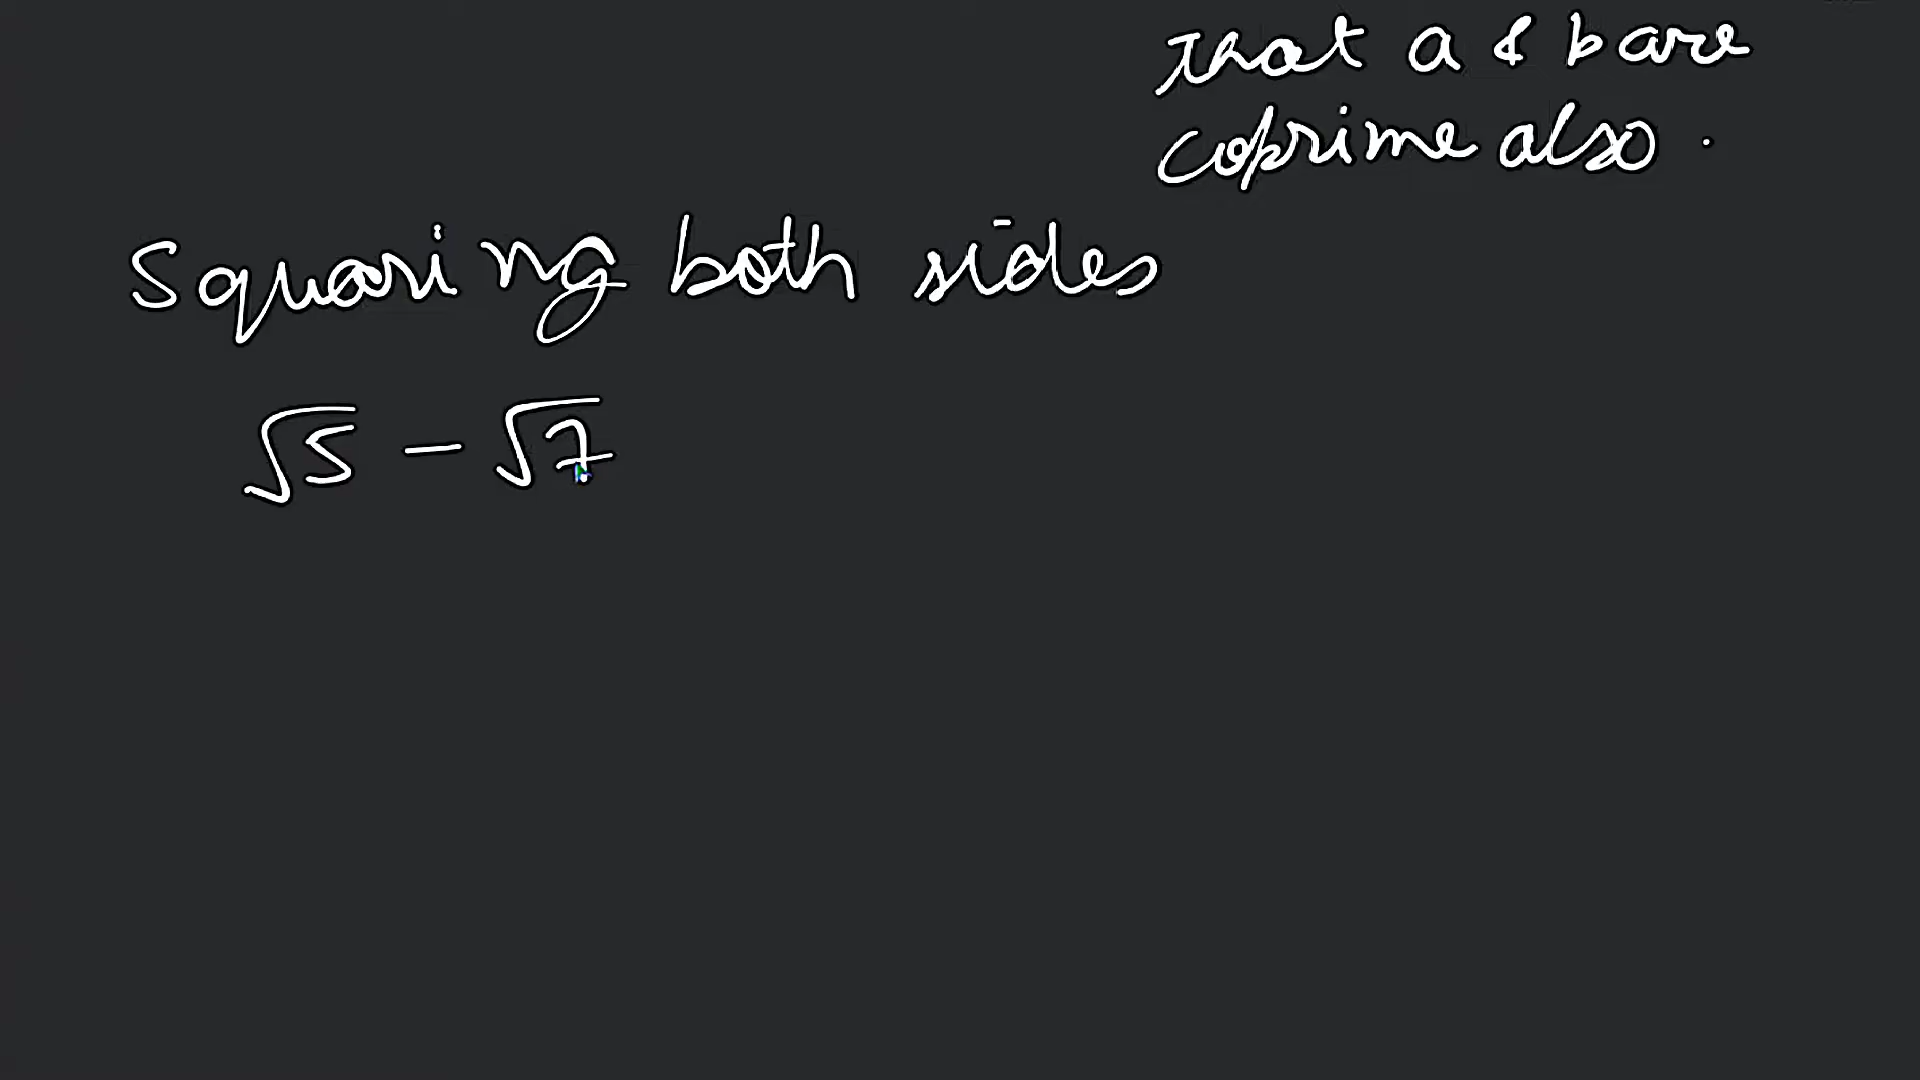 that a & b are
coprime also .
Squaring both sides
√5 - √7